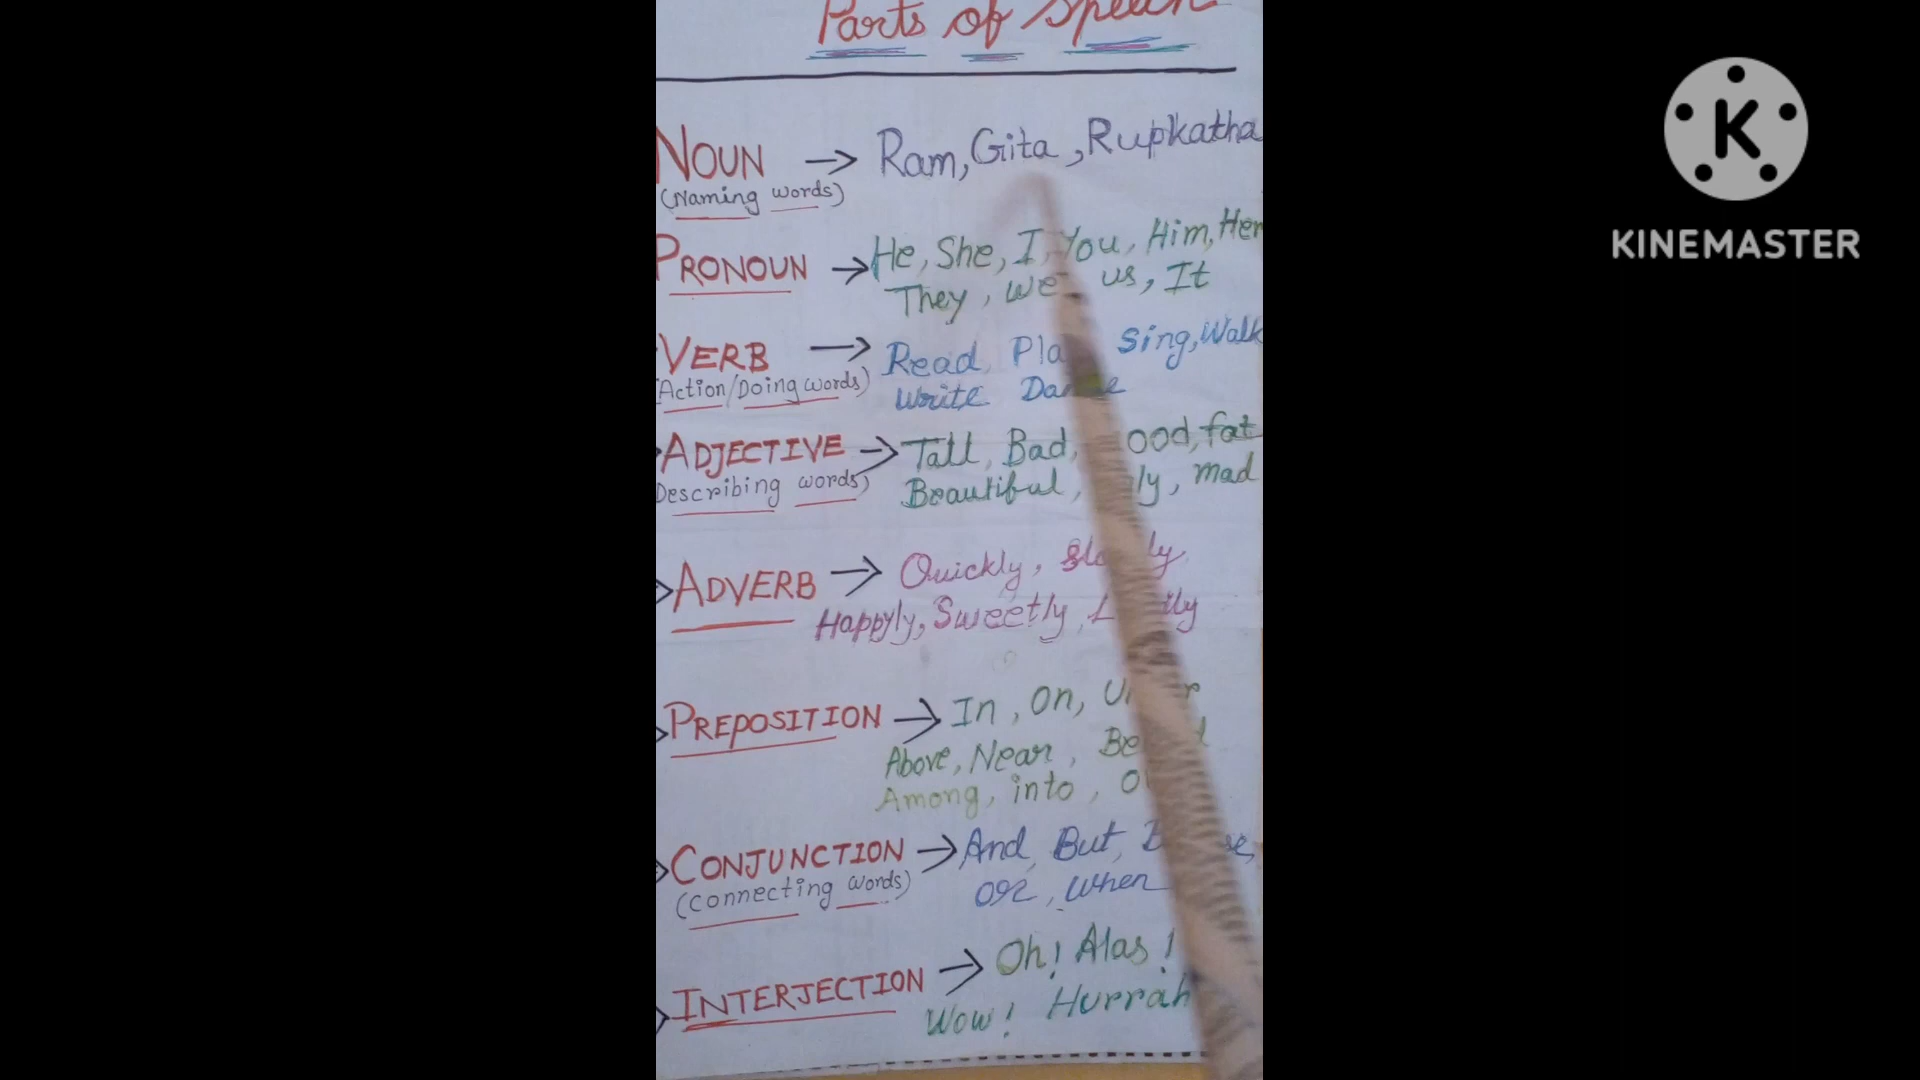 Parts of Speech
NOUN → Ram, Gita, Rupkatha
(Naming words)
PRONOUN → He, She, I, You, Him, Her
They, we us, It
VERB → Read, Sing, Walk
(Action/Doing words) Write Dance
ADJECTIVE → Tall, Bad, fat
Describing words) Beautiful, mad
ADVERB → Quickly,
Happyly, Sweetly,
PREPOSITION → In, On,
Above, Near,
Among, into,
CONJUNCTION → And, But,
(connecting words) or, When
INTERJECTION → Oh! Alas!
Wow! Hurrah
KINEMASTER